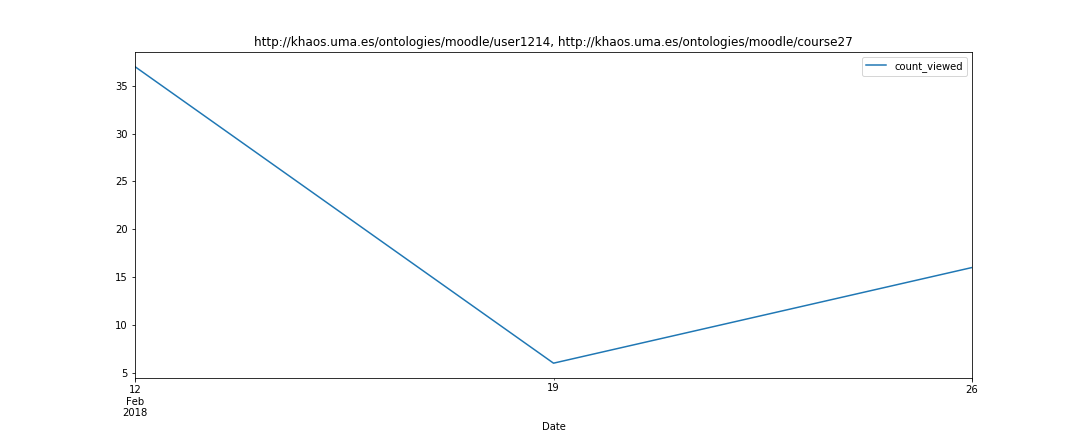 http://khaos.uma.es/ontologies/moodle/user1214, http://khaos.uma.es/ontologies/moodle/course27
count_viewed
35
30
25
20
15
10
5
12
Feb
2018
19
26
Date